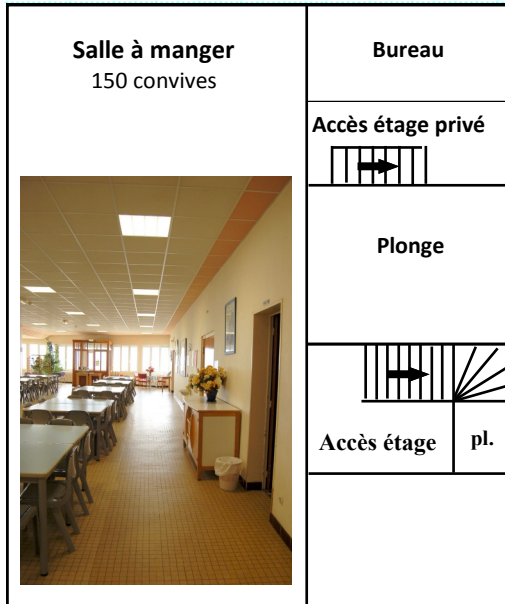 Salle à manger
150 convives
Bureau
Accès étage privé
Plonge
Accès étage
pl.